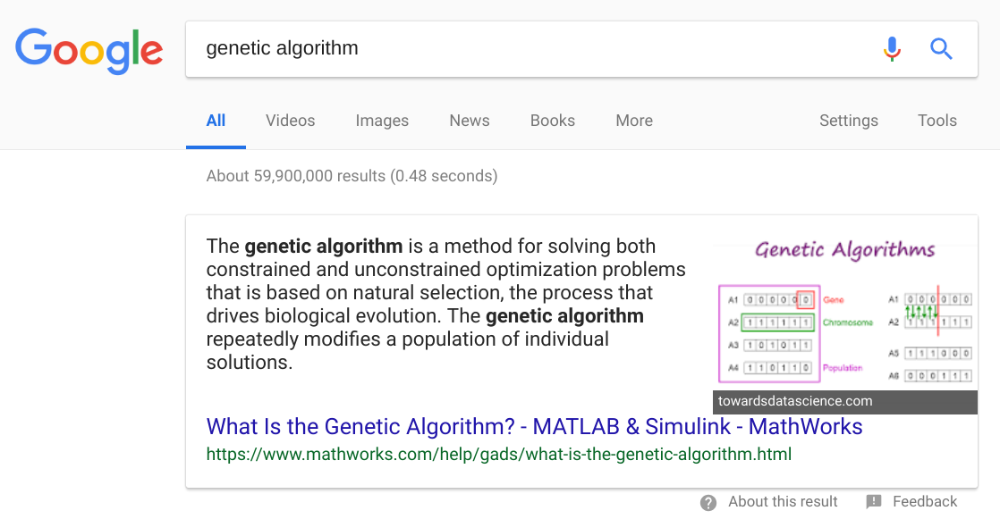 Google
genetic algorithm
All Videos Images News Books More Settings Tools
About 59,900,000 results (0.48 seconds)
The genetic algorithm is a method for solving both
constrained and unconstrained optimization problems
that is based on natural selection, the process that
drives biological evolution. The genetic algorithm
repeatedly modifies a population of individual
solutions.
Genetic Algorithms
A1 0 0 0 0 0 0 Gene
A2 1 1 1 1 1 1 Chromosome
A3 1 0 1 0 1 1
A4 1 1 0 1 1 0 Population
A1 0 0 0 0 0 0
A2 1 1 1 1 1 1
A5 1 1 1 0 0 0
A6 0 0 0 1 1 1
towardsdatascience.com
What Is the Genetic Algorithm? - MATLAB & Simulink - MathWorks
https://www.mathworks.com/help/gads/what-is-the-genetic-algorithm.html
? About this result ! Feedback